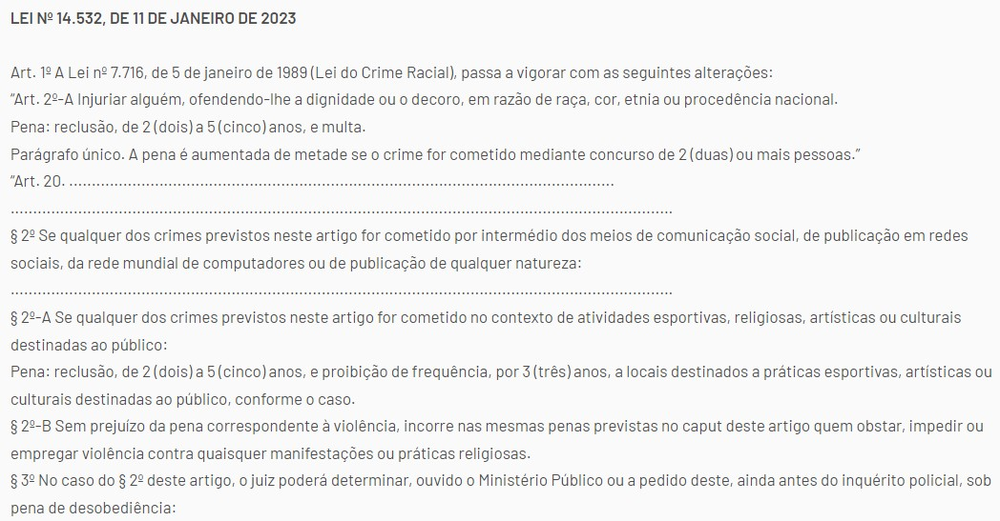 LEI Nº 14.532, DE 11 DE JANEIRO DE 2023
Art. 1º A Lei nº 7.716, de 5 de janeiro de 1989 (Lei do Crime Racial), passa a vigorar com as seguintes alterações:
“Art. 2º-A Injuriar alguém, ofendendo-lhe a dignidade ou o decoro, em razão de raça, cor, etnia ou procedência nacional.
Pena: reclusão, de 2 (dois) a 5 (cinco) anos, e multa.
Parágrafo único. A pena é aumentada de metade se o crime for cometido mediante concurso de 2 (duas) ou mais pessoas.”
“Art. 20. ........................................................................................................................
..................................................................................................................................................
§ 2º Se qualquer dos crimes previstos neste artigo for cometido por intermédio dos meios de comunicação social, de publicação em redes
sociais, da rede mundial de computadores ou de publicação de qualquer natureza:
..................................................................................................................................................
§ 2º-A Se qualquer dos crimes previstos neste artigo for cometido no contexto de atividades esportivas, religiosas, artísticas ou culturais
destinadas ao público:
Pena: reclusão, de 2 (dois) a 5 (cinco) anos, e proibição de frequência, por 3 (três) anos, a locais destinados a práticas esportivas, artísticas ou
culturais destinadas ao público, conforme o caso.
§ 2º-B Sem prejuízo da pena correspondente à violência, incorre nas mesmas penas previstas no caput deste artigo quem obstar, impedir ou
empregar violência contra quaisquer manifestações ou práticas religiosas.
§ 3º No caso do § 2º deste artigo, o juiz poderá determinar, ouvido o Ministério Público ou a pedido deste, ainda antes do inquérito policial, sob
pena de desobediência: